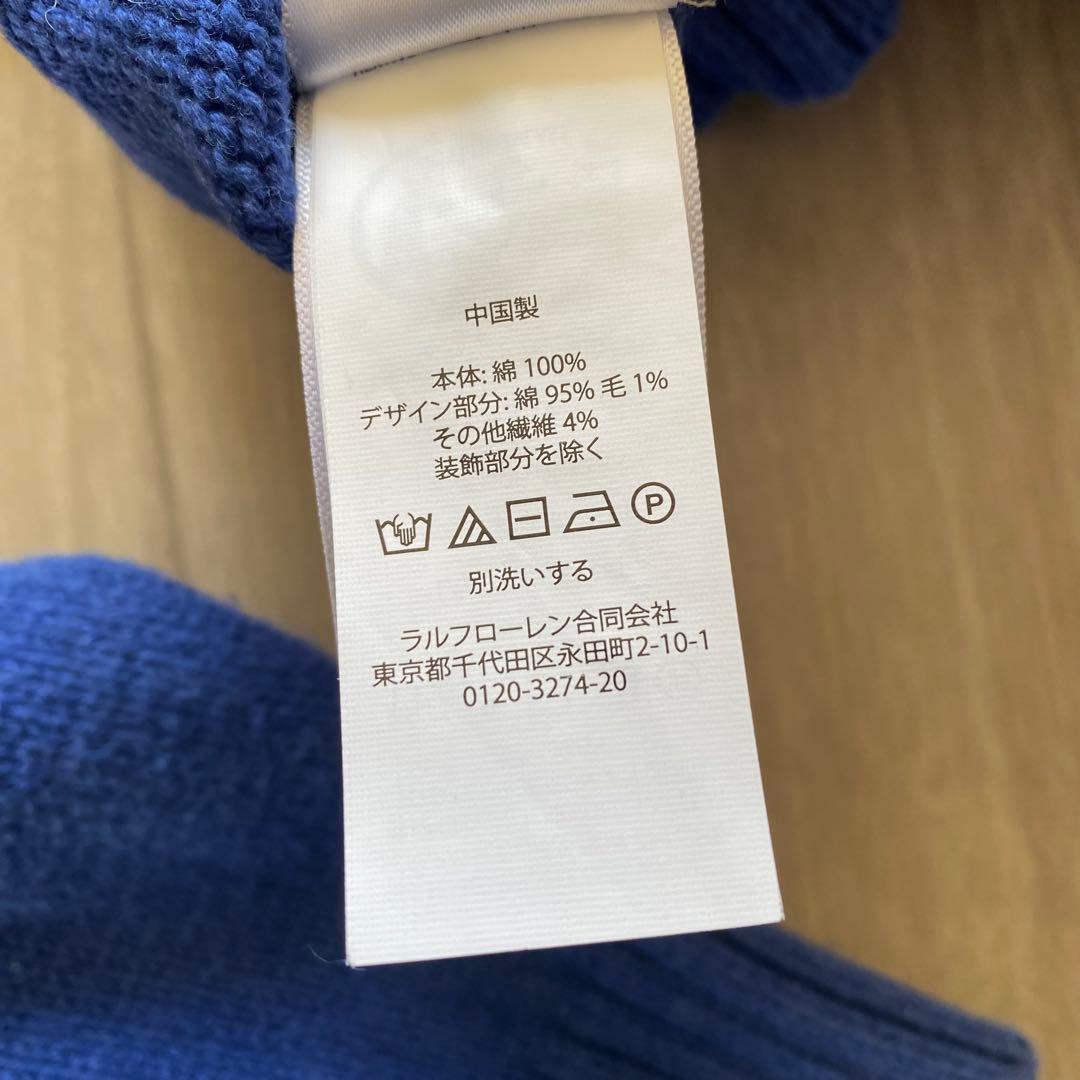 中国製
本体: 綿 100%
デザイン部分: 綿 95% 毛 1%
その他繊維 4%
装飾部分を除く
P
別洗いする
ラルフローレン合同会社
東京都千代田区永田町2-10-1
0120-3274-20